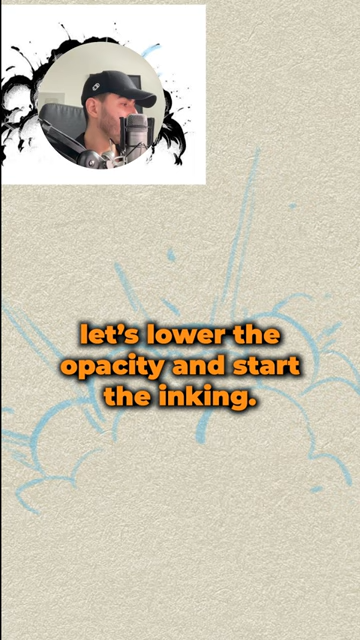 let’s lower the
opacity and start
the inking.